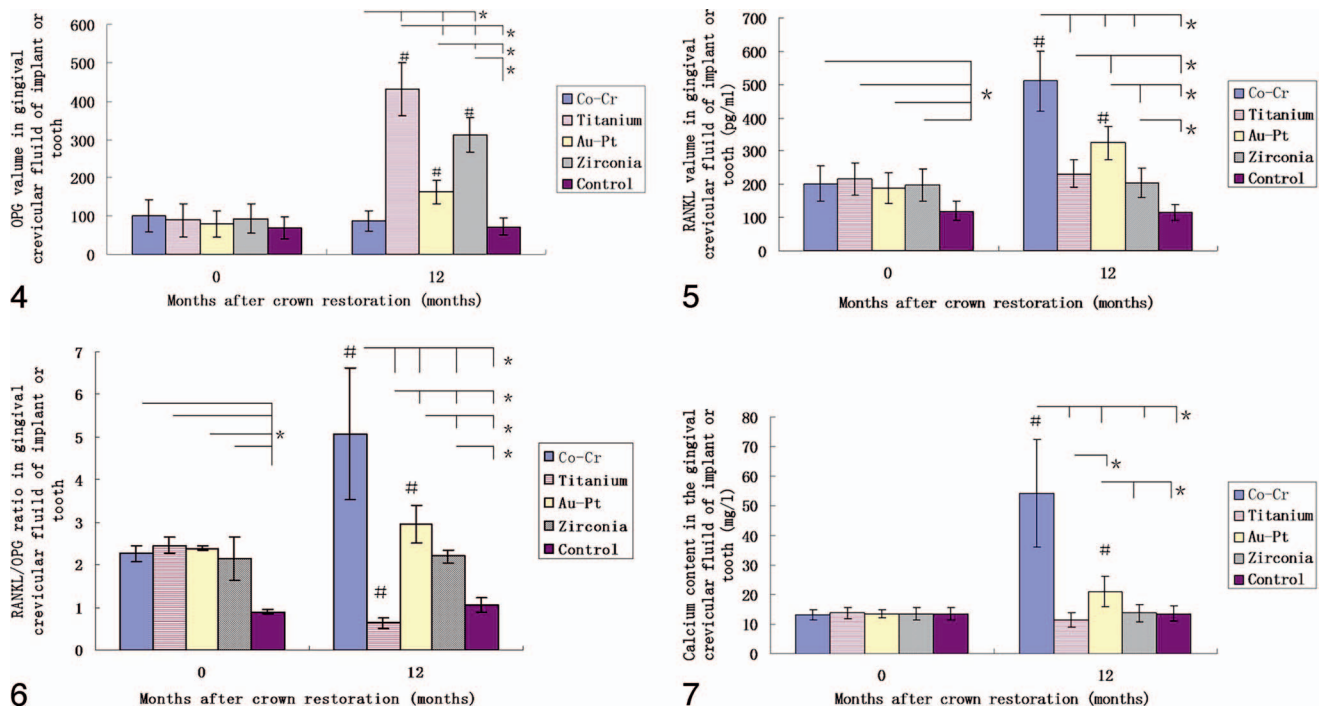 OPG volume in gingival
crevicular fluild of implant or
tooth
600
500
400
300
200
100
0
#
#
#
*
*
*
*
Co-Cr
Titanium
Au-Pt
Zirconia
Control
0
12
Months after crown restoration (months)
4
RANKL value in gingival
crevicular fluid of implant or
tooth (pg/ml)
700
600
500
400
300
200
100
0
*
#
#
*
*
*
*
Co-Cr
Titanium
Au-Pt
Zirconia
Control
0
12
Months after crown restoration (months)
5
RANKL/OPG ratio in gingival
crevicular fluild of implant or
tooth
7
6
5
4
3
2
1
0
*
#
#
#
*
*
*
*
Co-Cr
Titanium
Au-Pt
Zirconia
Control
0
12
Months after crown restoration (months)
6
Calcium content in the gingival
crevicular fluid of implant or
tooth (mg/l)
80
70
60
50
40
30
20
10
0
#
#
*
*
*
Co-Cr
Titanium
Au-Pt
Zirconia
Control
0
12
Months after crown restoration (months)
7